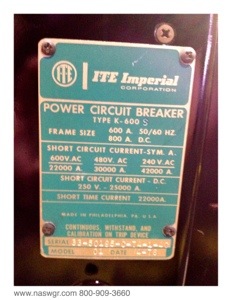 ITE
ITE Imperial
CORPORATION
POWER CIRCUIT BREAKER
TYPE K-600 S
FRAME SIZE 600 A. 50/60 HZ.
800 A. D.C.
SHORT CIRCUIT CURRENT-SYM. A.
600V.AC 480V. AC 240 V.AC
22000 A. 30000 A. 42000 A.
SHORT CIRCUIT CURRENT - D.C.
250 V. - 25000 A.
SHORT TIME CURRENT 22000A.
MADE IN PHILADELPHIA, PA. U.S.A
CONTINUOUS, WITHSTAND, AND
CALIBRATION ON TRIP DEVICE
SERIAL
MODEL DATE
www.naswgr.com 800-909-3660